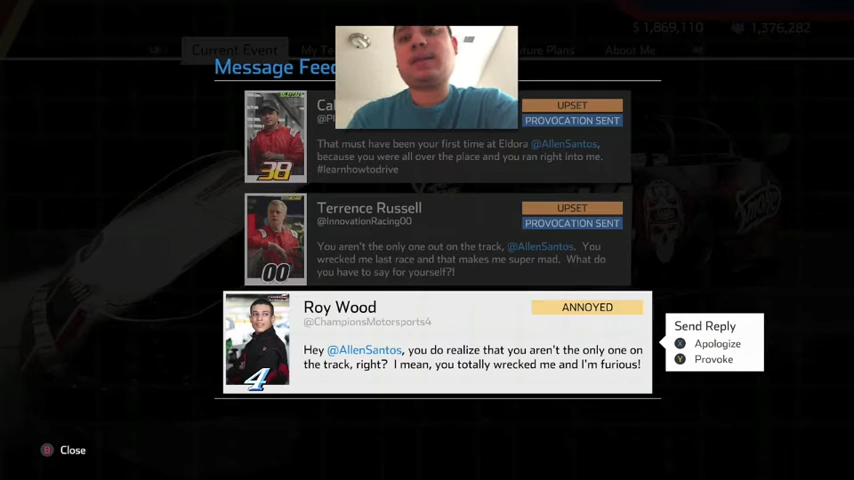 $ 1,869,110 1,376,282
Current Event My Te uture Plans About Me
Message Feed
Cal
@Pl
UPSET
PROVOCATION SENT
That must have been your first time at Eldora @AllenSantos,
because you were all over the place and you ran right into me.
#learnhowtodrive
38
Terrence Russell
@InnovationRacing00
UPSET
PROVOCATION SENT
You aren't the only one out on the track, @AllenSantos. You
wrecked me last race and that makes me super mad. What do
you have to say for yourself?!
00
Roy Wood
@ChampionsMotorsports4
ANNOYED
Hey @AllenSantos, you do realize that you aren't the only one on
the track, right? I mean, you totally wrecked me and I'm furious!
4
Send Reply
X Apologize
Y Provoke
B Close